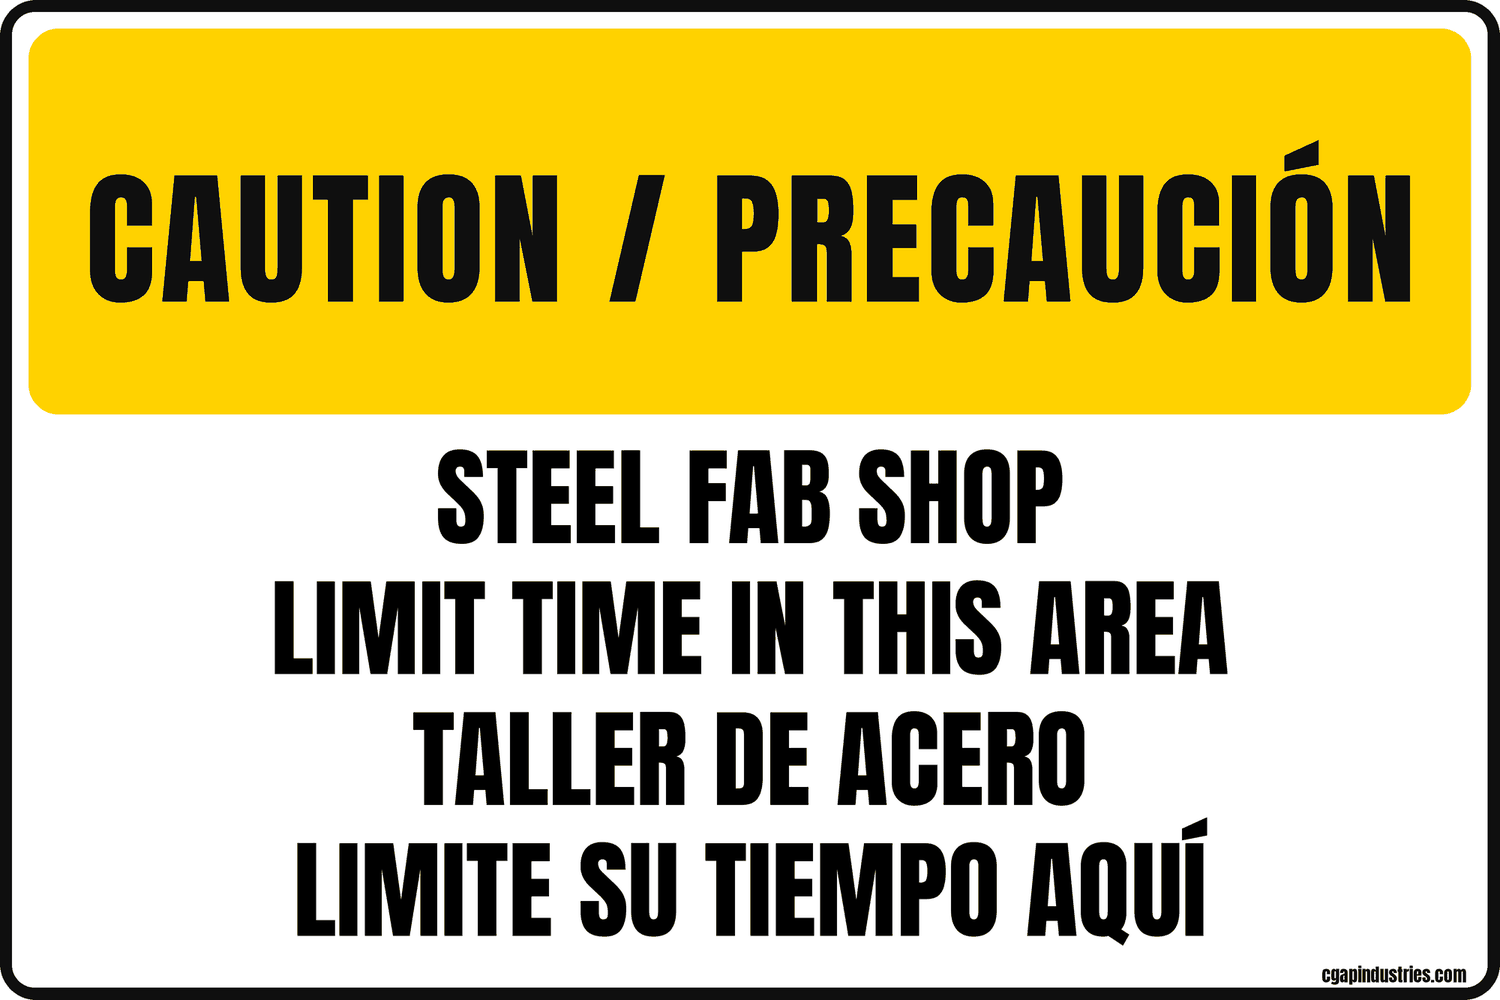 CAUTION / PRECAUCIÓN
STEEL FAB SHOP
LIMIT TIME IN THIS AREA
TALLER DE ACERO
LIMITE SU TIEMPO AQUÍ
cgapindustries.com